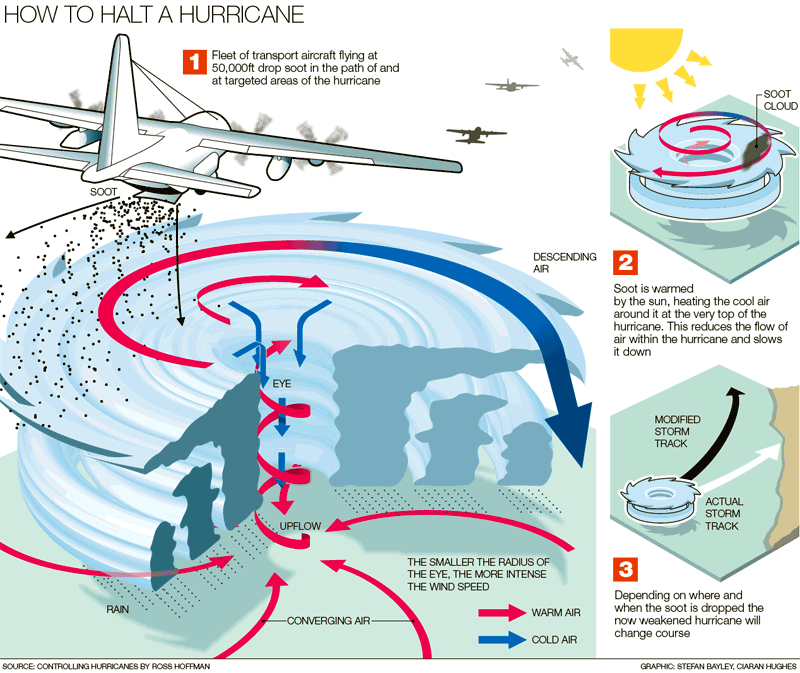 HOW TO HALT A HURRICANE
1
Fleet of transport aircraft flying at
50,000ft drop soot in the path of and
at targeted areas of the hurricane
SOOT
DESCENDING
AIR
EYE
UPFLOW
RAIN
CONVERGING AIR
THE SMALLER THE RADIUS OF
THE EYE, THE MORE INTENSE
THE WIND SPEED
WARM AIR
COLD AIR
SOOT
CLOUD
2
Soot is warmed
by the sun, heating the cool air
around it at the very top of the
hurricane. This reduces the flow of
air within the hurricane and slows
it down
MODIFIED
STORM
TRACK
ACTUAL
STORM
TRACK
3
Depending on where and
when the soot is dropped the
now weakened hurricane will
change course
SOURCE: CONTROLLING HURRICANES BY ROSS HOFFMAN
GRAPHIC: STEFAN BAYLEY, CIARAN HUGHES